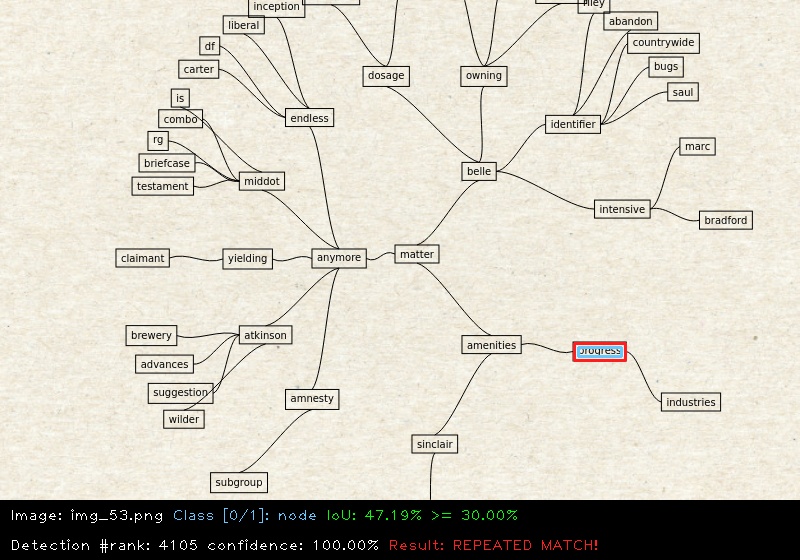 inception
riley
liberal
abandon
df
countrywide
carter
dosage
owning
bugs
is
saul
combo
endless
identifier
rg
marc
briefcase
testament
middot
belle
intensive
bradford
claimant
yielding
anymore
matter
brewery
atkinson
amenities
progress
advances
suggestion
amnesty
industries
wilder
sinclair
subgroup
Image: img_53.png Class [0/1]: node IoU: 47.19% >= 30.00%
Detection #rank: 4105 confidence: 100.00% Result: REPEATED MATCH!